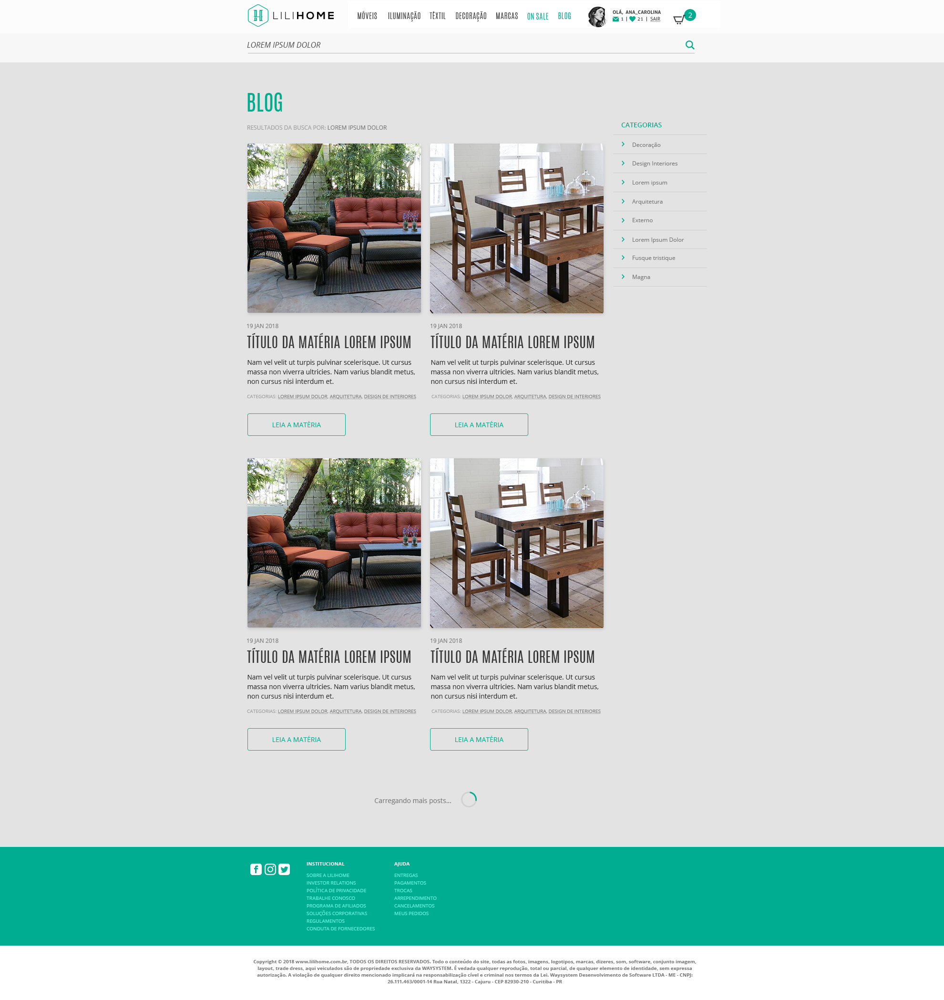 LILIHOME
MÓVEIS ILUMINAÇÃO TÊXTIL DECORAÇÃO MARCAS ON SALE BLOG
OLÁ, ANA_CAROLINA
1 | 21 | SAIR
2
LOREM IPSUM DOLOR
BLOG
RESULTADOS DA BUSCA POR: LOREM IPSUM DOLOR
CATEGORIAS
Decoração
Design Interiores
Lorem ipsum
Arquitetura
Externo
Lorem Ipsum Dolor
Fusque tristique
Magna
19 JAN 2018
TÍTULO DA MATÉRIA LOREM IPSUM
Nam vel velit ut turpis pulvinar scelerisque. Ut cursus
massa non viverra ultricies. Nam varius blandit metus,
non cursus nisi interdum et.
CATEGORIAS: LOREM IPSUM DOLOR, ARQUITETURA, DESIGN DE INTERIORES
LEIA A MATÉRIA
19 JAN 2018
TÍTULO DA MATÉRIA LOREM IPSUM
Nam vel velit ut turpis pulvinar scelerisque. Ut cursus
massa non viverra ultricies. Nam varius blandit metus,
non cursus nisi interdum et.
CATEGORIAS: LOREM IPSUM DOLOR, ARQUITETURA, DESIGN DE INTERIORES
LEIA A MATÉRIA
19 JAN 2018
TÍTULO DA MATÉRIA LOREM IPSUM
Nam vel velit ut turpis pulvinar scelerisque. Ut cursus
massa non viverra ultricies. Nam varius blandit metus,
non cursus nisi interdum et.
CATEGORIAS: LOREM IPSUM DOLOR, ARQUITETURA, DESIGN DE INTERIORES
LEIA A MATÉRIA
19 JAN 2018
TÍTULO DA MATÉRIA LOREM IPSUM
Nam vel velit ut turpis pulvinar scelerisque. Ut cursus
massa non viverra ultricies. Nam varius blandit metus,
non cursus nisi interdum et.
CATEGORIAS: LOREM IPSUM DOLOR, ARQUITETURA, DESIGN DE INTERIORES
LEIA A MATÉRIA
Carregando mais posts...
INSTITUCIONAL
SOBRE A LILIHOME
INVESTOR RELATIONS
POLÍTICA DE PRIVACIDADE
TRABALHE CONOSCO
PROGRAMA DE AFILIADOS
SOLUÇÕES CORPORATIVAS
REGULAMENTOS
CONDUTA DE FORNECEDORES
AJUDA
ENTREGAS
PAGAMENTOS
TROCAS
ARREPENDIMENTO
CANCELAMENTOS
MEUS PEDIDOS
Copyright © 2018 www.lilihome.com.br, TODOS OS DIREITOS RESERVADOS. Todo o conteúdo do site, todas as fotos, imagens, logotipos, marcas, dizeres, som, software, conjunto imagem,
layout, trade dress, aqui veiculados são de propriedade exclusiva da WAYSYSTEM. É vedada qualquer reprodução, total ou parcial, de qualquer elemento de identidade, sem expressa
autorização. A violação de qualquer direito mencionado implicará na responsabilização cível e criminal nos termos da Lei. Waysystem Desenvolvimento de Software LTDA - ME - CNPJ:
26.111.463/0001-14 Rua Natal, 1322 - Cajuru - CEP 82930-210 - Curitiba - PR